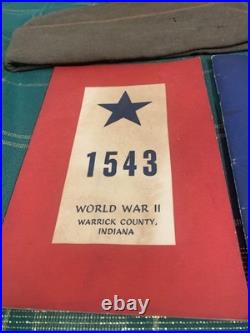 1543
WORLD WAR II
WARRICK COUNTY,
INDIANA